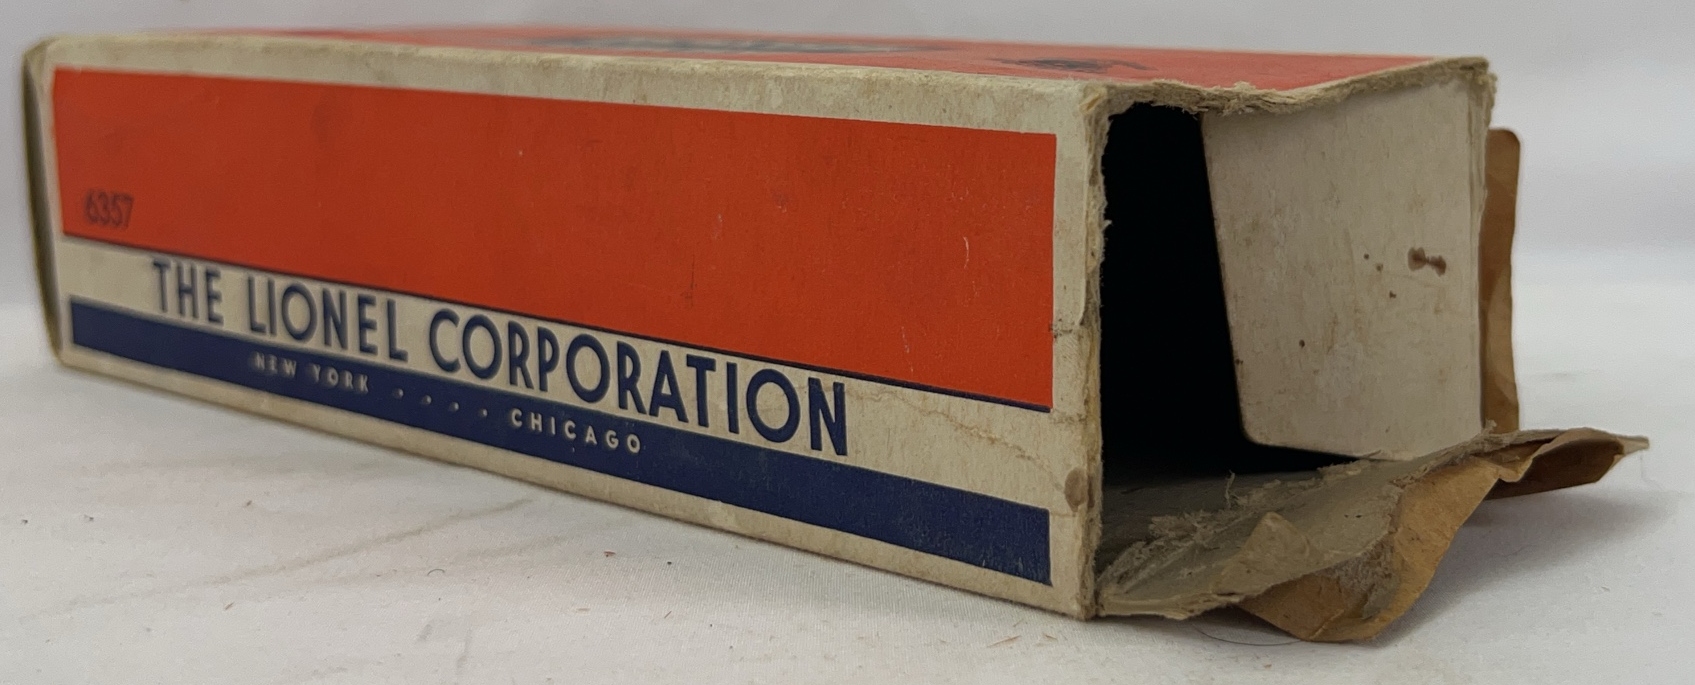 6357
THE LIONEL CORPORATION
NEW YORK . . . . CHICAGO